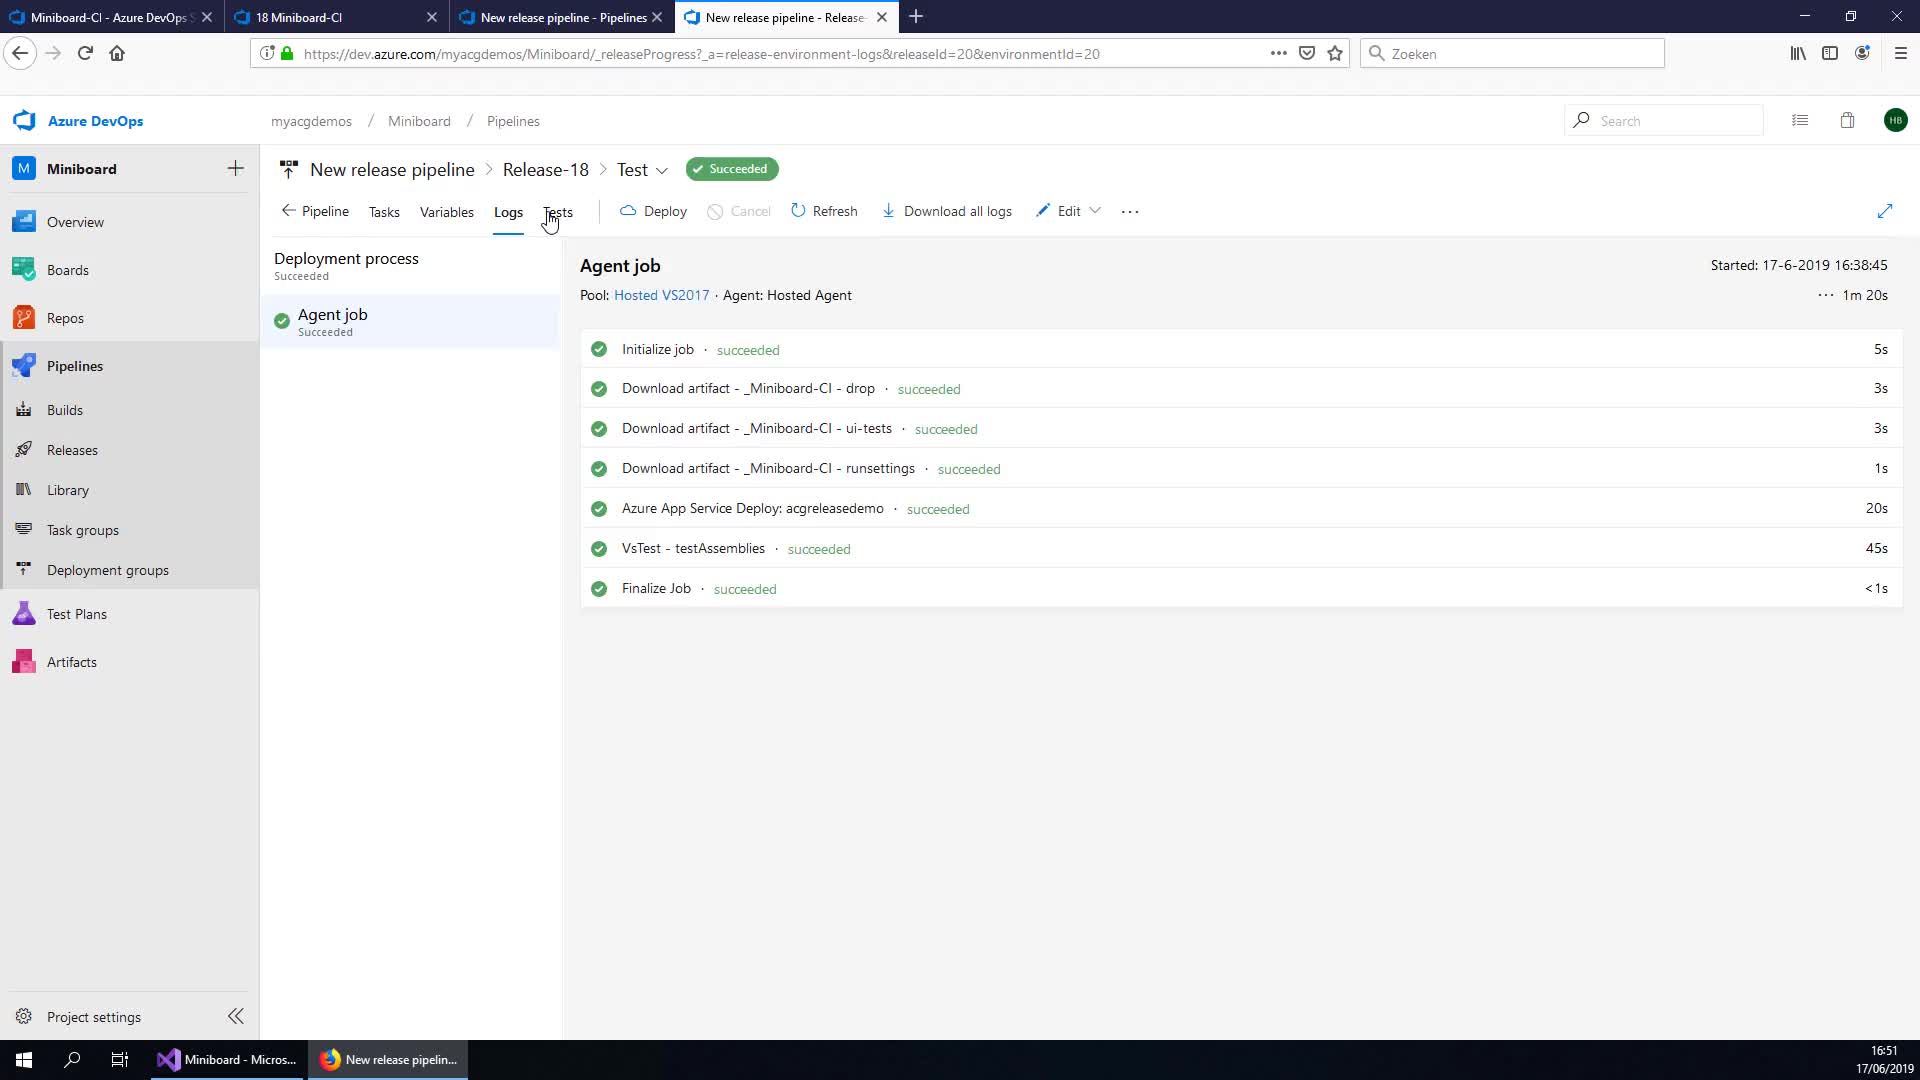 Miniboard-CI - Azure DevOps S
18 Miniboard-CI
New release pipeline - Pipelines
New release pipeline - Release-
https://dev.azure.com/myacgdemos/Miniboard/_releaseProgress?_a=release-environment-logs&releaseId=20&environmentId=20
Zoeken
Azure DevOps
myacgdemos / Miniboard / Pipelines
Search
HB
M Miniboard
New release pipeline > Release-18 > Test
Succeeded
Pipeline
Tasks
Variables
Logs
Tests
Deploy
Cancel
Refresh
Download all logs
Edit
Overview
Boards
Repos
Pipelines
Builds
Releases
Library
Task groups
Deployment groups
Test Plans
Artifacts
Project settings
Deployment process
Succeeded
Agent job
Succeeded
Agent job
Started: 17-6-2019 16:38:45
Pool: Hosted VS2017 · Agent: Hosted Agent
··· 1m 20s
Initialize job · succeeded 5s
Download artifact - _Miniboard-CI - drop · succeeded 3s
Download artifact - _Miniboard-CI - ui-tests · succeeded 3s
Download artifact - _Miniboard-CI - runsettings · succeeded 1s
Azure App Service Deploy: acgreleasedemo · succeeded 20s
VsTest - testAssemblies · succeeded 45s
Finalize Job · succeeded <1s
Miniboard - Micros...
New release pipelin...
16:51
17/06/2019